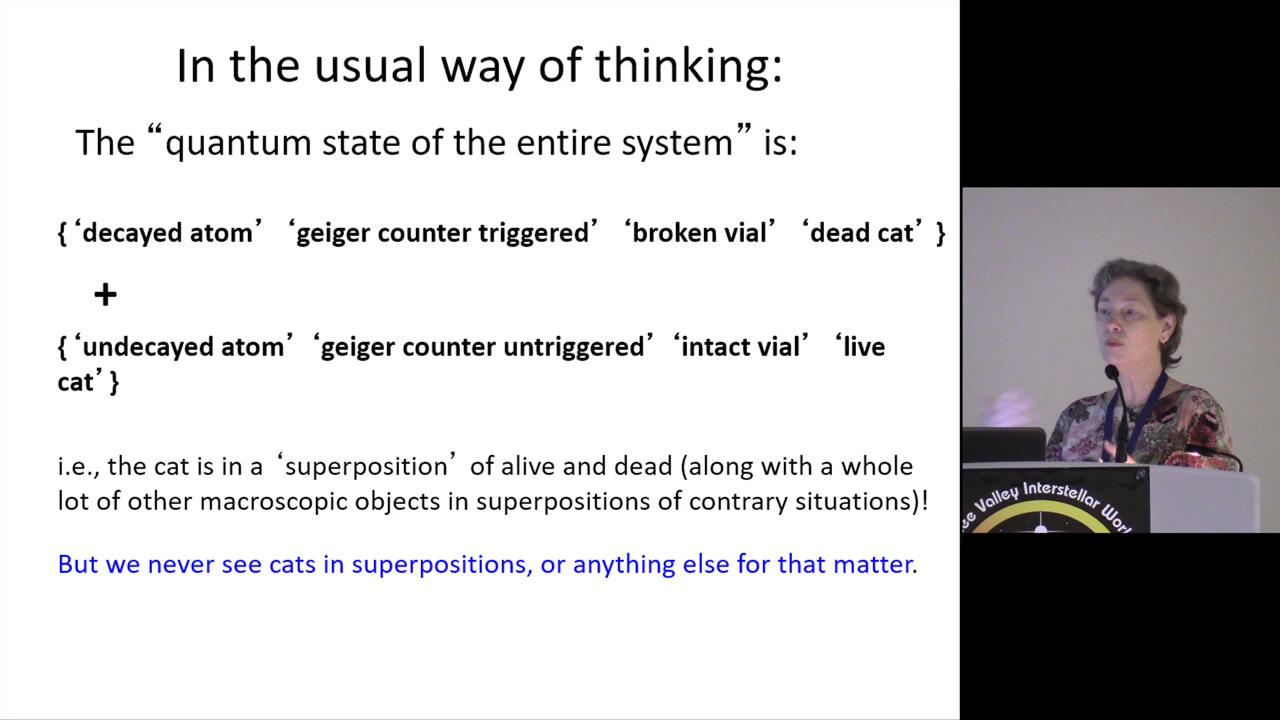 In the usual way of thinking:
The “quantum state of the entire system” is:
{ ‘decayed atom’ ‘geiger counter triggered’ ‘broken vial’ ‘dead cat’ }
+
{ ‘undecayed atom’ ‘geiger counter untriggered’ ‘intact vial’ ‘live
cat’ }
i.e., the cat is in a ‘superposition’ of alive and dead (along with a whole
lot of other macroscopic objects in superpositions of contrary situations)!
But we never see cats in superpositions, or anything else for that matter.
Valley Interstellar